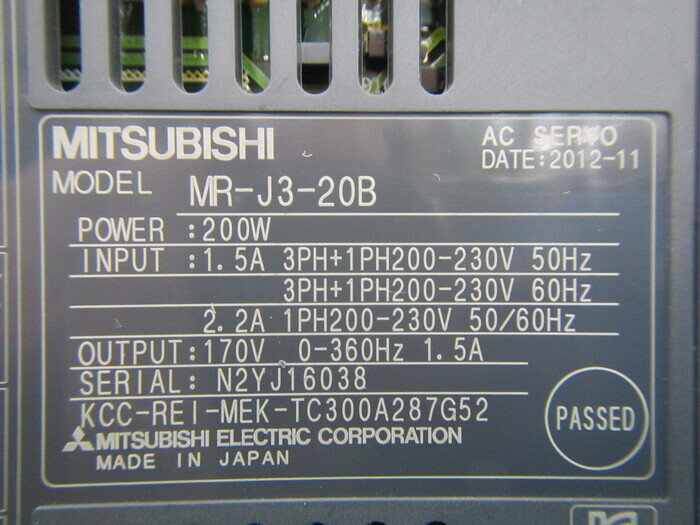 MITSUBISHI AC SERVO
DATE:2012-11
MODEL MR-J3-20B
POWER :200W
INPUT :1.5A 3PH+1PH200-230V 50Hz
3PH+1PH200-230V 60Hz
2.2A 1PH200-230V 50/60Hz
OUTPUT:170V 0-360Hz 1.5A
SERIAL: N2YJ16038
KCC-REI-MEK-TC300A287G52
MITSUBISHI ELECTRIC CORPORATION
MADE IN JAPAN
PASSED